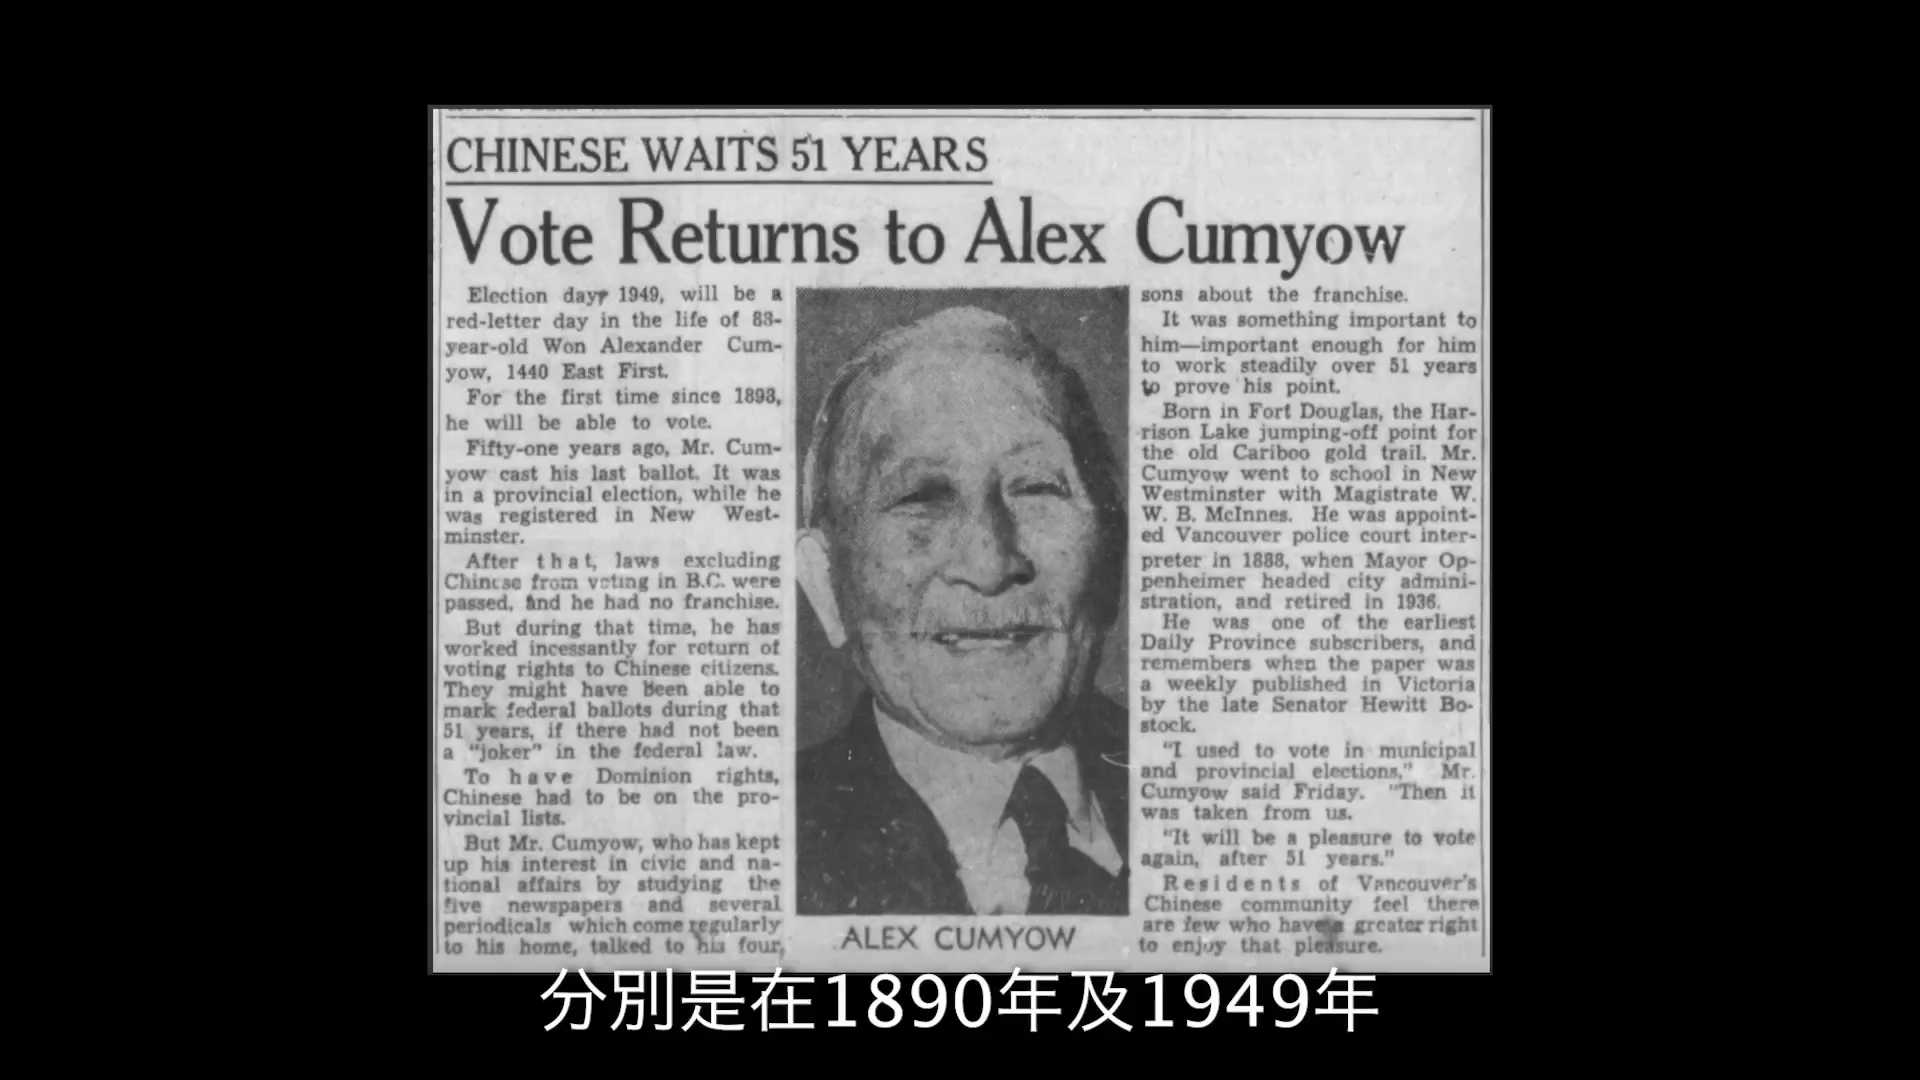 CHINESE WAITS 51 YEARS
Vote Returns to Alex Cumyow
Election day, 1949, will be a
red-letter day in the life of 88-
year-old Won Alexander Cum-
yow, 1440 East First.
For the first time since 1898,
he will be able to vote.
Fifty-one years ago, Mr. Cum-
yow cast his last ballot. It was
in a provincial election, while he
was registered in New West-
minster.
After that, laws excluding
Chinese from voting in B.C. were
passed, and he had no franchise.
But during that time, he has
worked incessantly for return of
voting rights to Chinese citizens.
They might have been able to
mark federal ballots during that
51 years, if there had not been
a "joker" in the federal law.
To have Dominion rights,
Chinese had to be on the pro-
vincial lists.
But Mr. Cumyow, who has kept
up his interest in civic and na-
tional affairs by studying the
five newspapers and several
periodicals which come regularly
to his home, talked to his four
ALEX CUMYOW
sons about the franchise.
It was something important to
him—important enough for him
to work steadily over 51 years
to prove his point.
Born in Fort Douglas, the Har-
rison Lake jumping-off point for
the old Cariboo gold trail. Mr.
Cumyow went to school in New
Westminster with Magistrate W.
W. B. McInnes. He was appoint-
ed Vancouver police court inter-
preter in 1888, when Mayor Op-
penheimer headed city admini-
stration, and retired in 1936.
He was one of the earliest
Daily Province subscribers, and
remembers when the paper was
a weekly published in Victoria
by the late Senator Hewitt Bo-
stock.
"I used to vote in municipal
and provincial elections," Mr.
Cumyow said Friday. "Then it
was taken from us.
"It will be a pleasure to vote
again, after 51 years."
Residents of Vancouver's
Chinese community feel there
are few who have a greater right
to enjoy that pleasure.
分別是在1890年及1949年